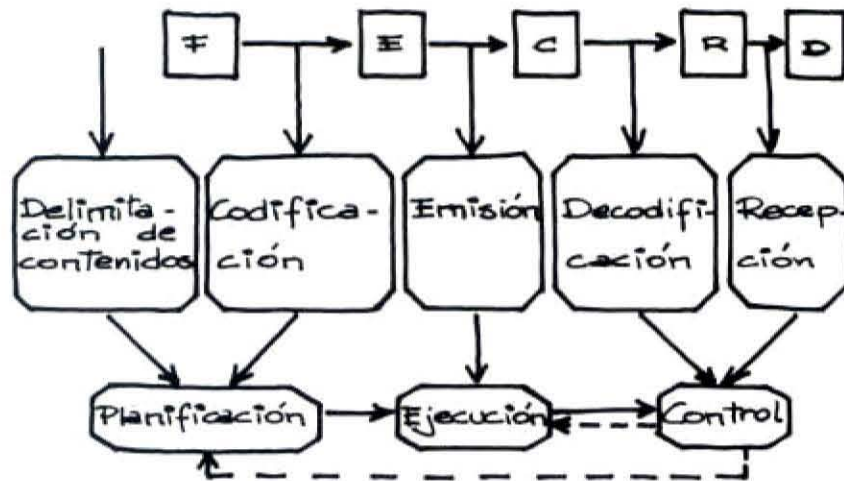 F E C R D
Delimita-
ción de
contenidos
Codifica-
ción
Emisión
Decodifi-
cación
Recep-
ción
Planificación
Ejecución
Control